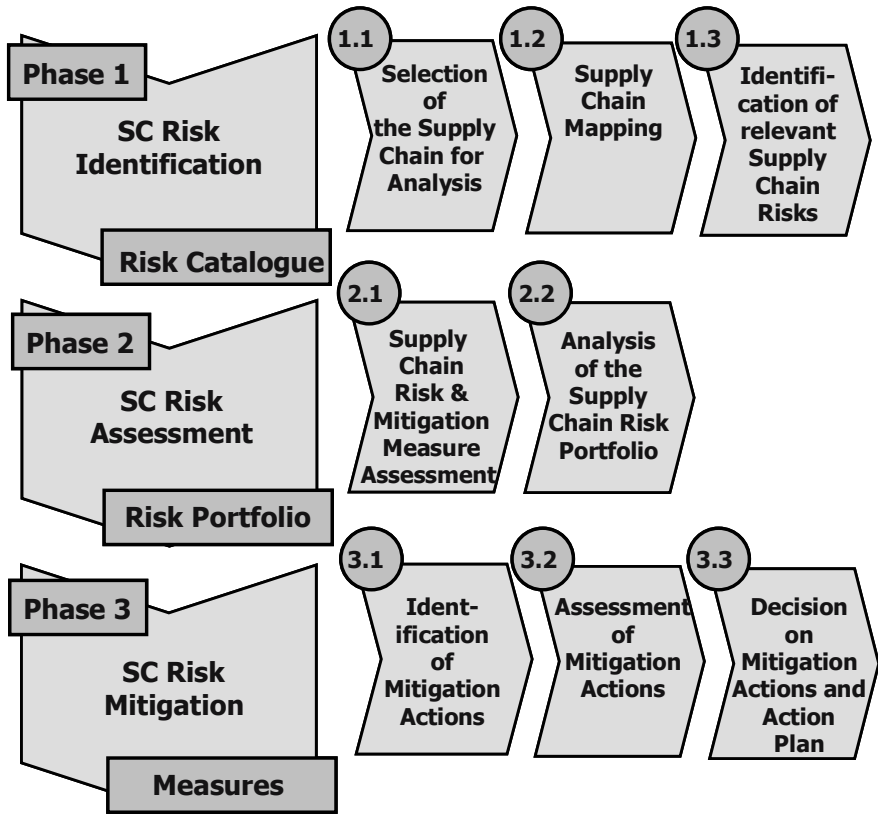 Phase 1
SC Risk
Identification
Risk Catalogue
1.1
Selection
of
the Supply
Chain for
Analysis
1.2
Supply
Chain
Mapping
1.3
Identifi-
cation of
relevant
Supply
Chain
Risks
Phase 2
SC Risk
Assessment
Risk Portfolio
2.1
Supply
Chain
Risk &
Mitigation
Measure
Assessment
2.2
Analysis
of the
Supply
Chain Risk
Portfolio
Phase 3
SC Risk
Mitigation
Measures
3.1
Ident-
ification
of
Mitigation
Actions
3.2
Assessment
of
Mitigation
Actions
3.3
Decision
on
Mitigation
Actions and
Action
Plan